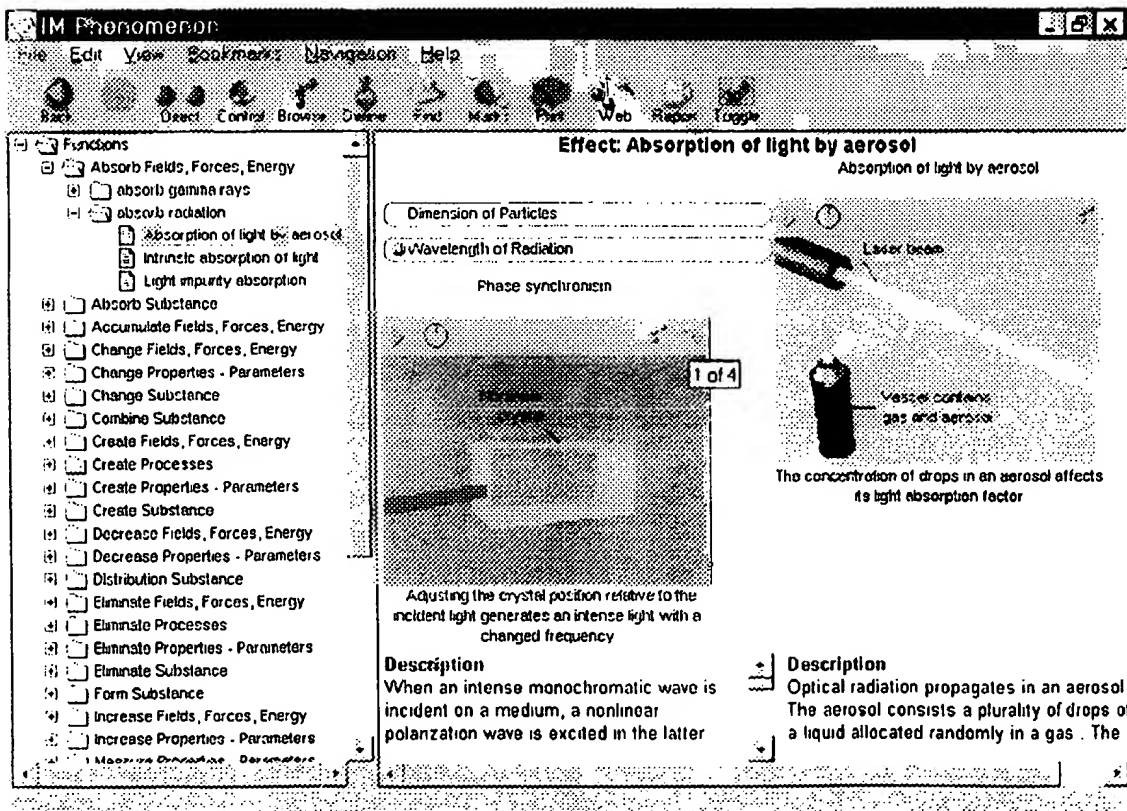 IM Phenomenon
File Edit View Bookmarks Navigation Help
Back Direct Control Browse Define Find Marks Print Web Report Toggle
Functions
Absorb Fields, Forces, Energy
absorb gamma rays
absorb radiation
Absorption of light by aerosol
Intrinsic absorption of light
Light impurity absorption
Absorb Substance
Accumulate Fields, Forces, Energy
Change Fields, Forces, Energy
Change Properties - Parameters
Change Substance
Combine Substance
Create Fields, Forces, Energy
Create Processes
Create Properties - Parameters
Create Substance
Decrease Fields, Forces, Energy
Decrease Properties - Parameters
Distribution Substance
Eliminate Fields, Forces, Energy
Eliminate Processes
Eliminate Properties - Parameters
Eliminate Substance
Form Substance
Increase Fields, Forces, Energy
Increase Properties - Parameters
Measure Properties - Parameters
Effect: Absorption of light by aerosol
Dimension of Particles
Wavelength of Radiation
Phase synchronism
1 of 4
crystal
Adjusting the crystal position relative to the
incident light generates an intense light with a
changed frequency
Description
When an intense monochromatic wave is
incident on a medium, a nonlinear
polarization wave is excited in the latter
Absorption of light by aerosol
Laser beam
Vessel contains
gas and aerosol
The concentration of drops in an aerosol affects
its light absorption factor
Description
Optical radiation propagates in an aerosol
The aerosol consists a plurality of drops of
a liquid allocated randomly in a gas . The